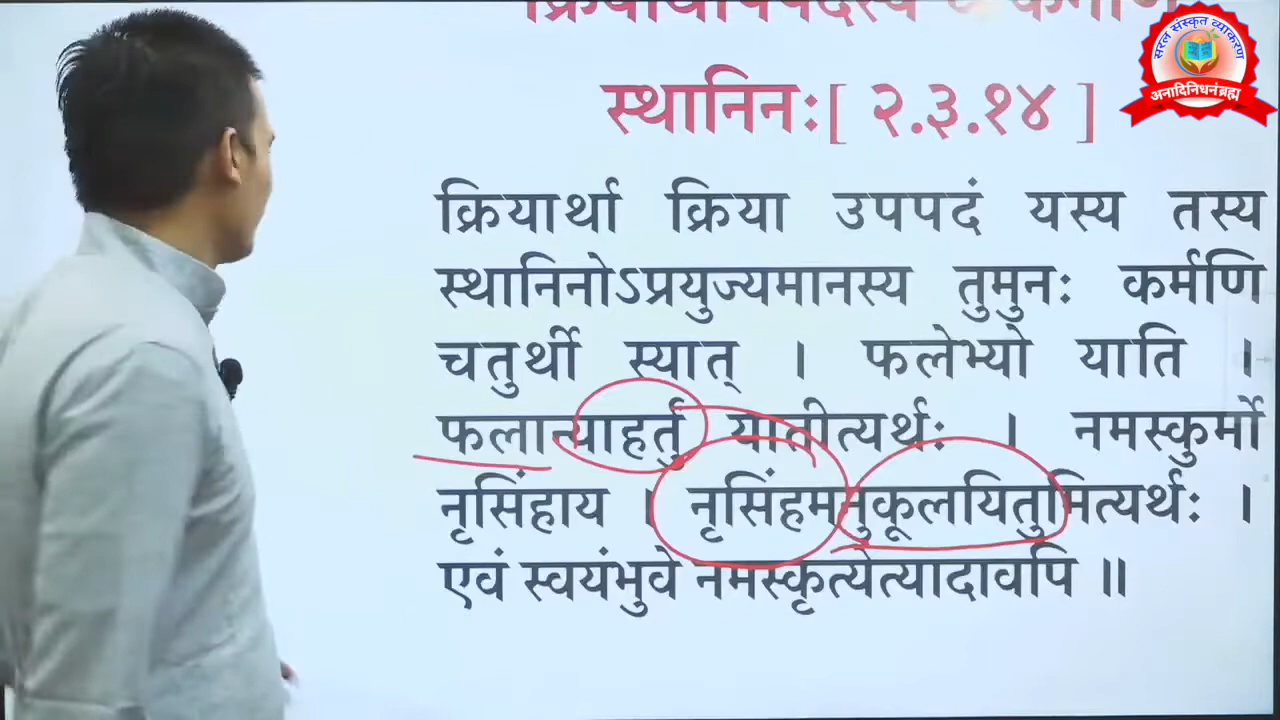 स्थानिनः[ २.३.१४ ]
क्रियार्था क्रिया उपपदं यस्य तस्य
स्थानिनोऽप्रयुज्यमानस्य तुमुनः कर्मणि
चतुर्थी स्यात् । फलेभ्यो याति ।
फलान्याहर्तुं यातीत्यर्थः । नमस्कुर्मो
नृसिंहाय । नृसिंहमनुकूलयितुमित्यर्थः ।
एवं स्वयंभुवे नमस्कृत्येत्यादावपि ॥
सरल संस्कृत व्याकरण
अनादिनिधनं ब्रह्म